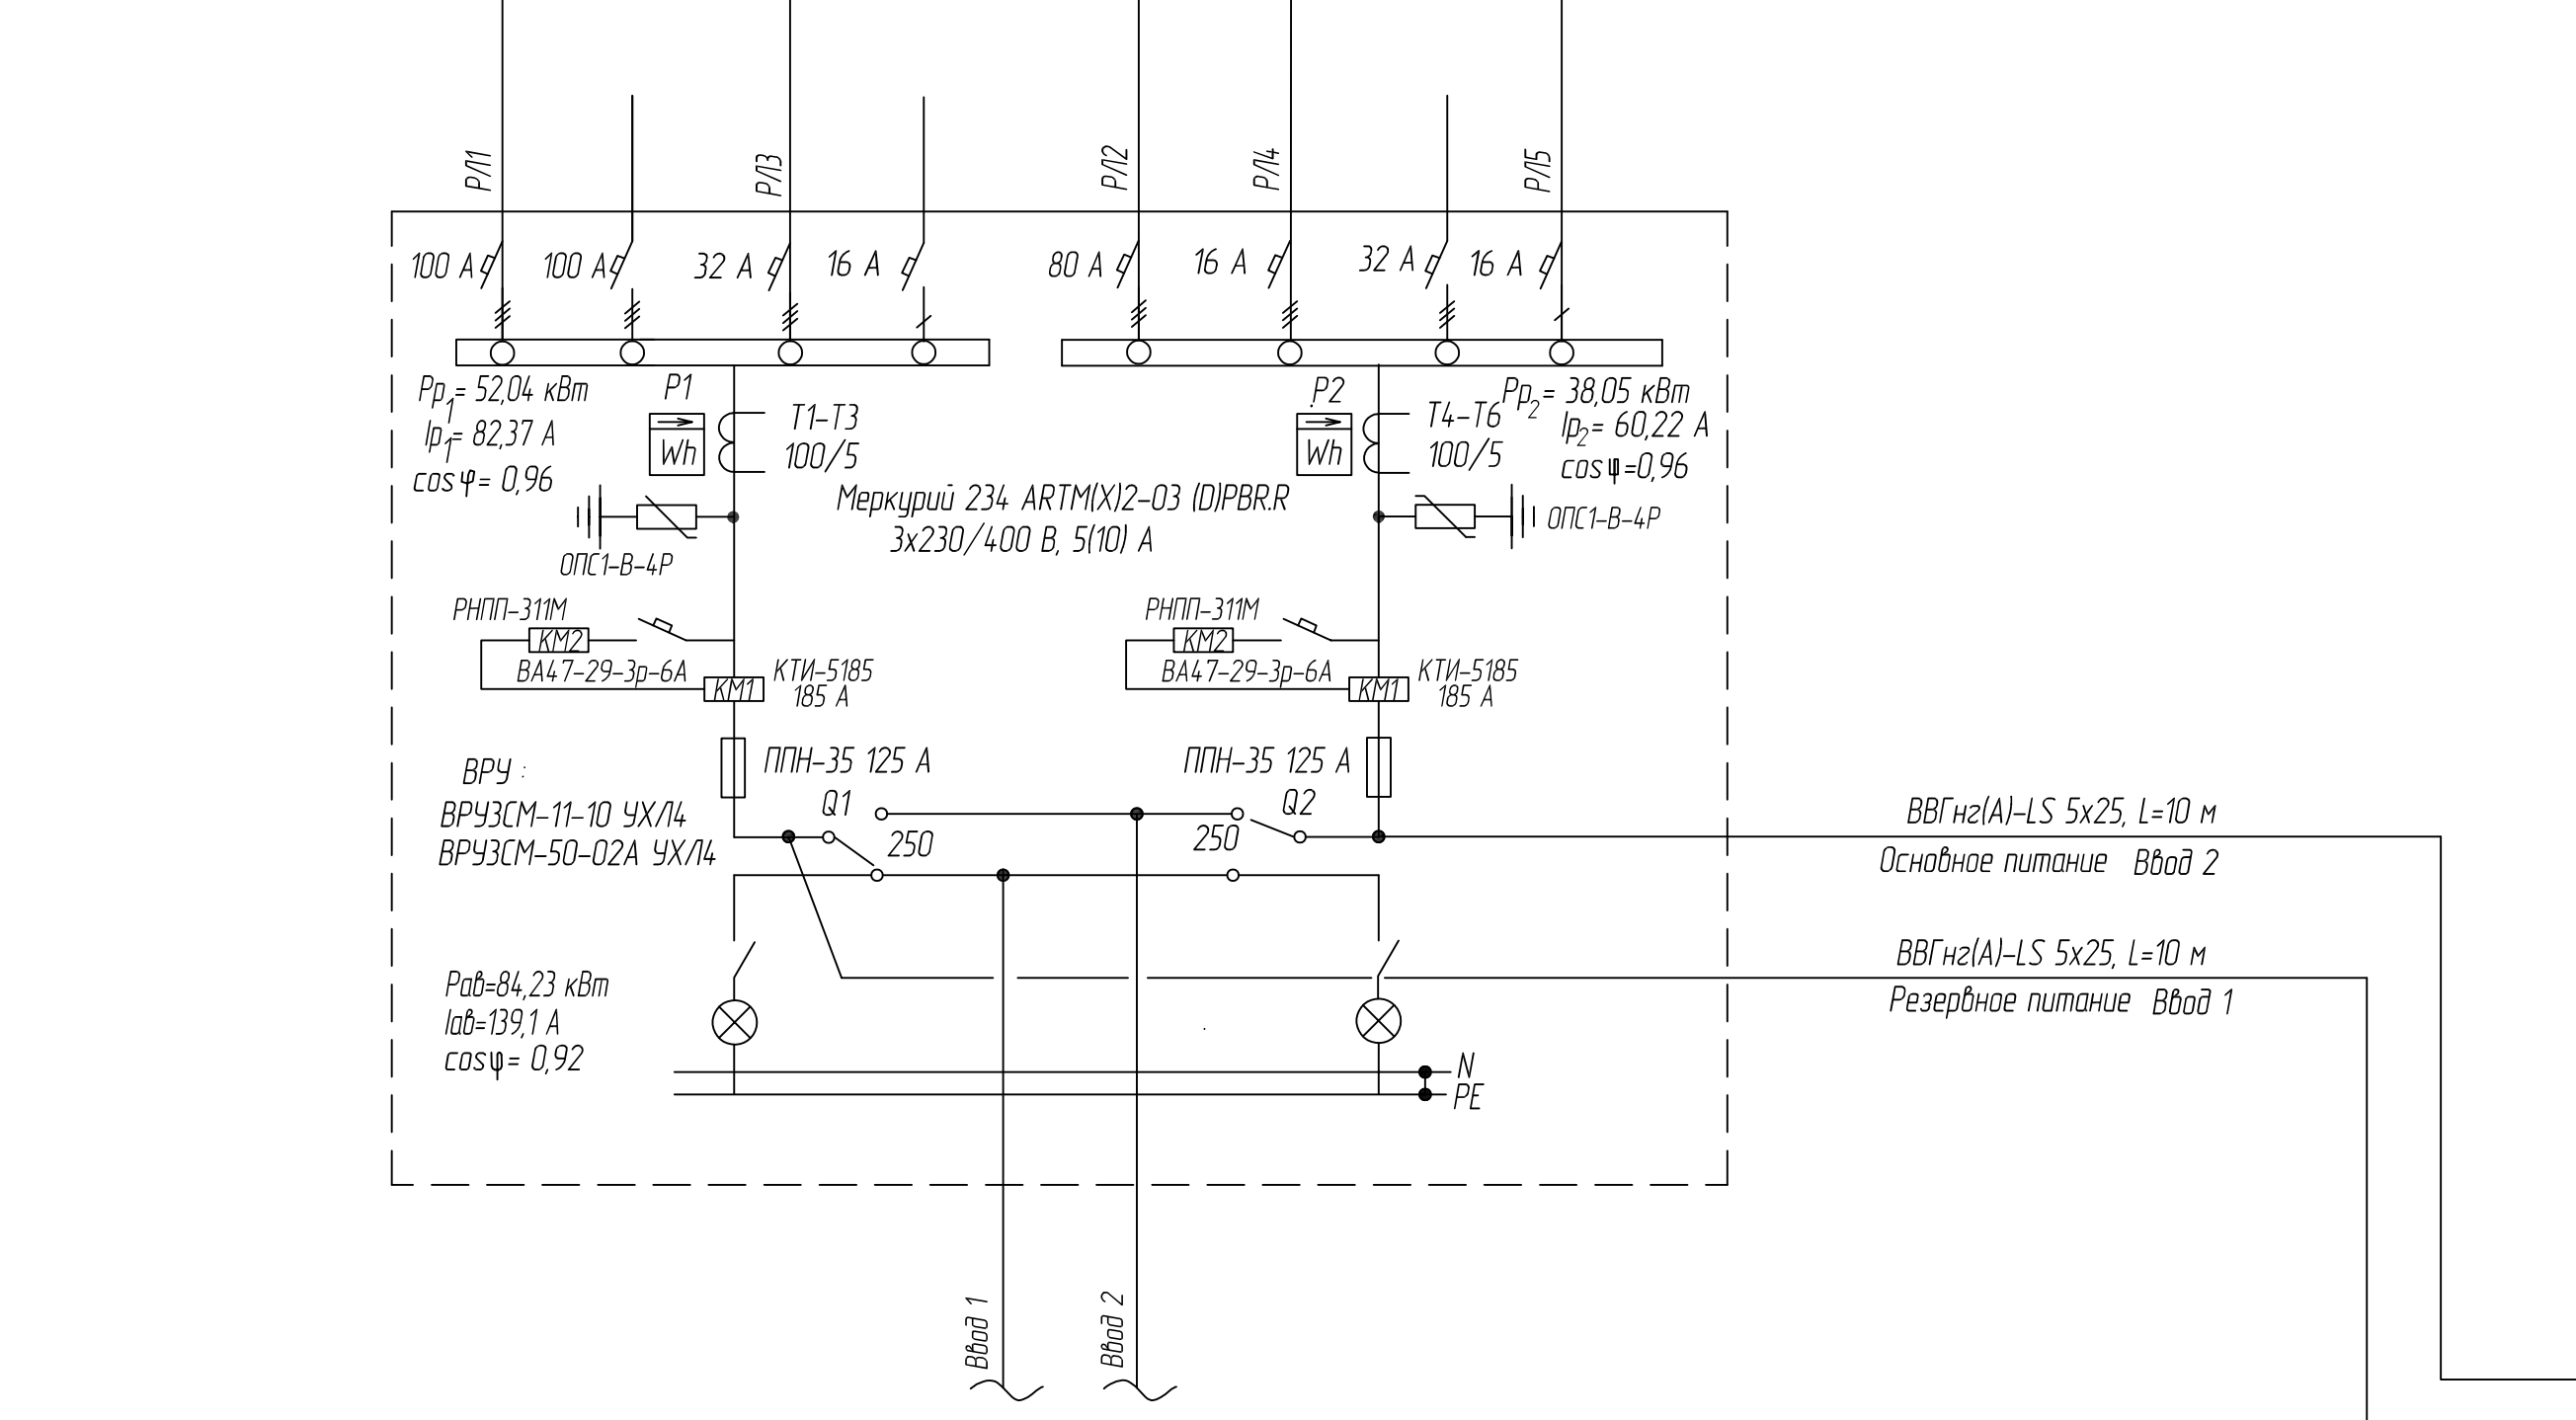 РЛ1
РЛ3
РЛ2
РЛ4
РЛ5
100 А
100 А
32 А
16 А
80 А
16 А
32 А
16 А
Рр1= 52,04 кВт
Iр1= 82,37 А
cosφ= 0,96
Р1
Wh
Т1-Т3
100/5
Р2
Wh
Т4-Т6
100/5
Рр2= 38,05 кВт
Iр2= 60,22 А
cosφ=0,96
Меркурий 234 ARTM(X)2-03 (D)PBR.R
3х230/400 В, 5(10) А
ОПС1-В-4Р
ОПС1-В-4Р
РНПП-311М
КМ2
ВА47-29-3р-6А
КМ1
КТИ-5185
185 А
РНПП-311М
КМ2
ВА47-29-3р-6А
КМ1
КТИ-5185
185 А
ППН-35 125 А
ППН-35 125 А
ВРУ :
ВРУ3СМ-11-10 УХЛ4
ВРУ3СМ-50-02А УХЛ4
Q1
250
Q2
250
ВВГнг(А)-LS 5х25, L=10 м
Основное питание Ввод 2
ВВГнг(А)-LS 5х25, L=10 м
Резервное питание Ввод 1
Рав=84,23 кВт
Iав=139,1 А
cosφ= 0,92
N
PE
Ввод 1
Ввод 2